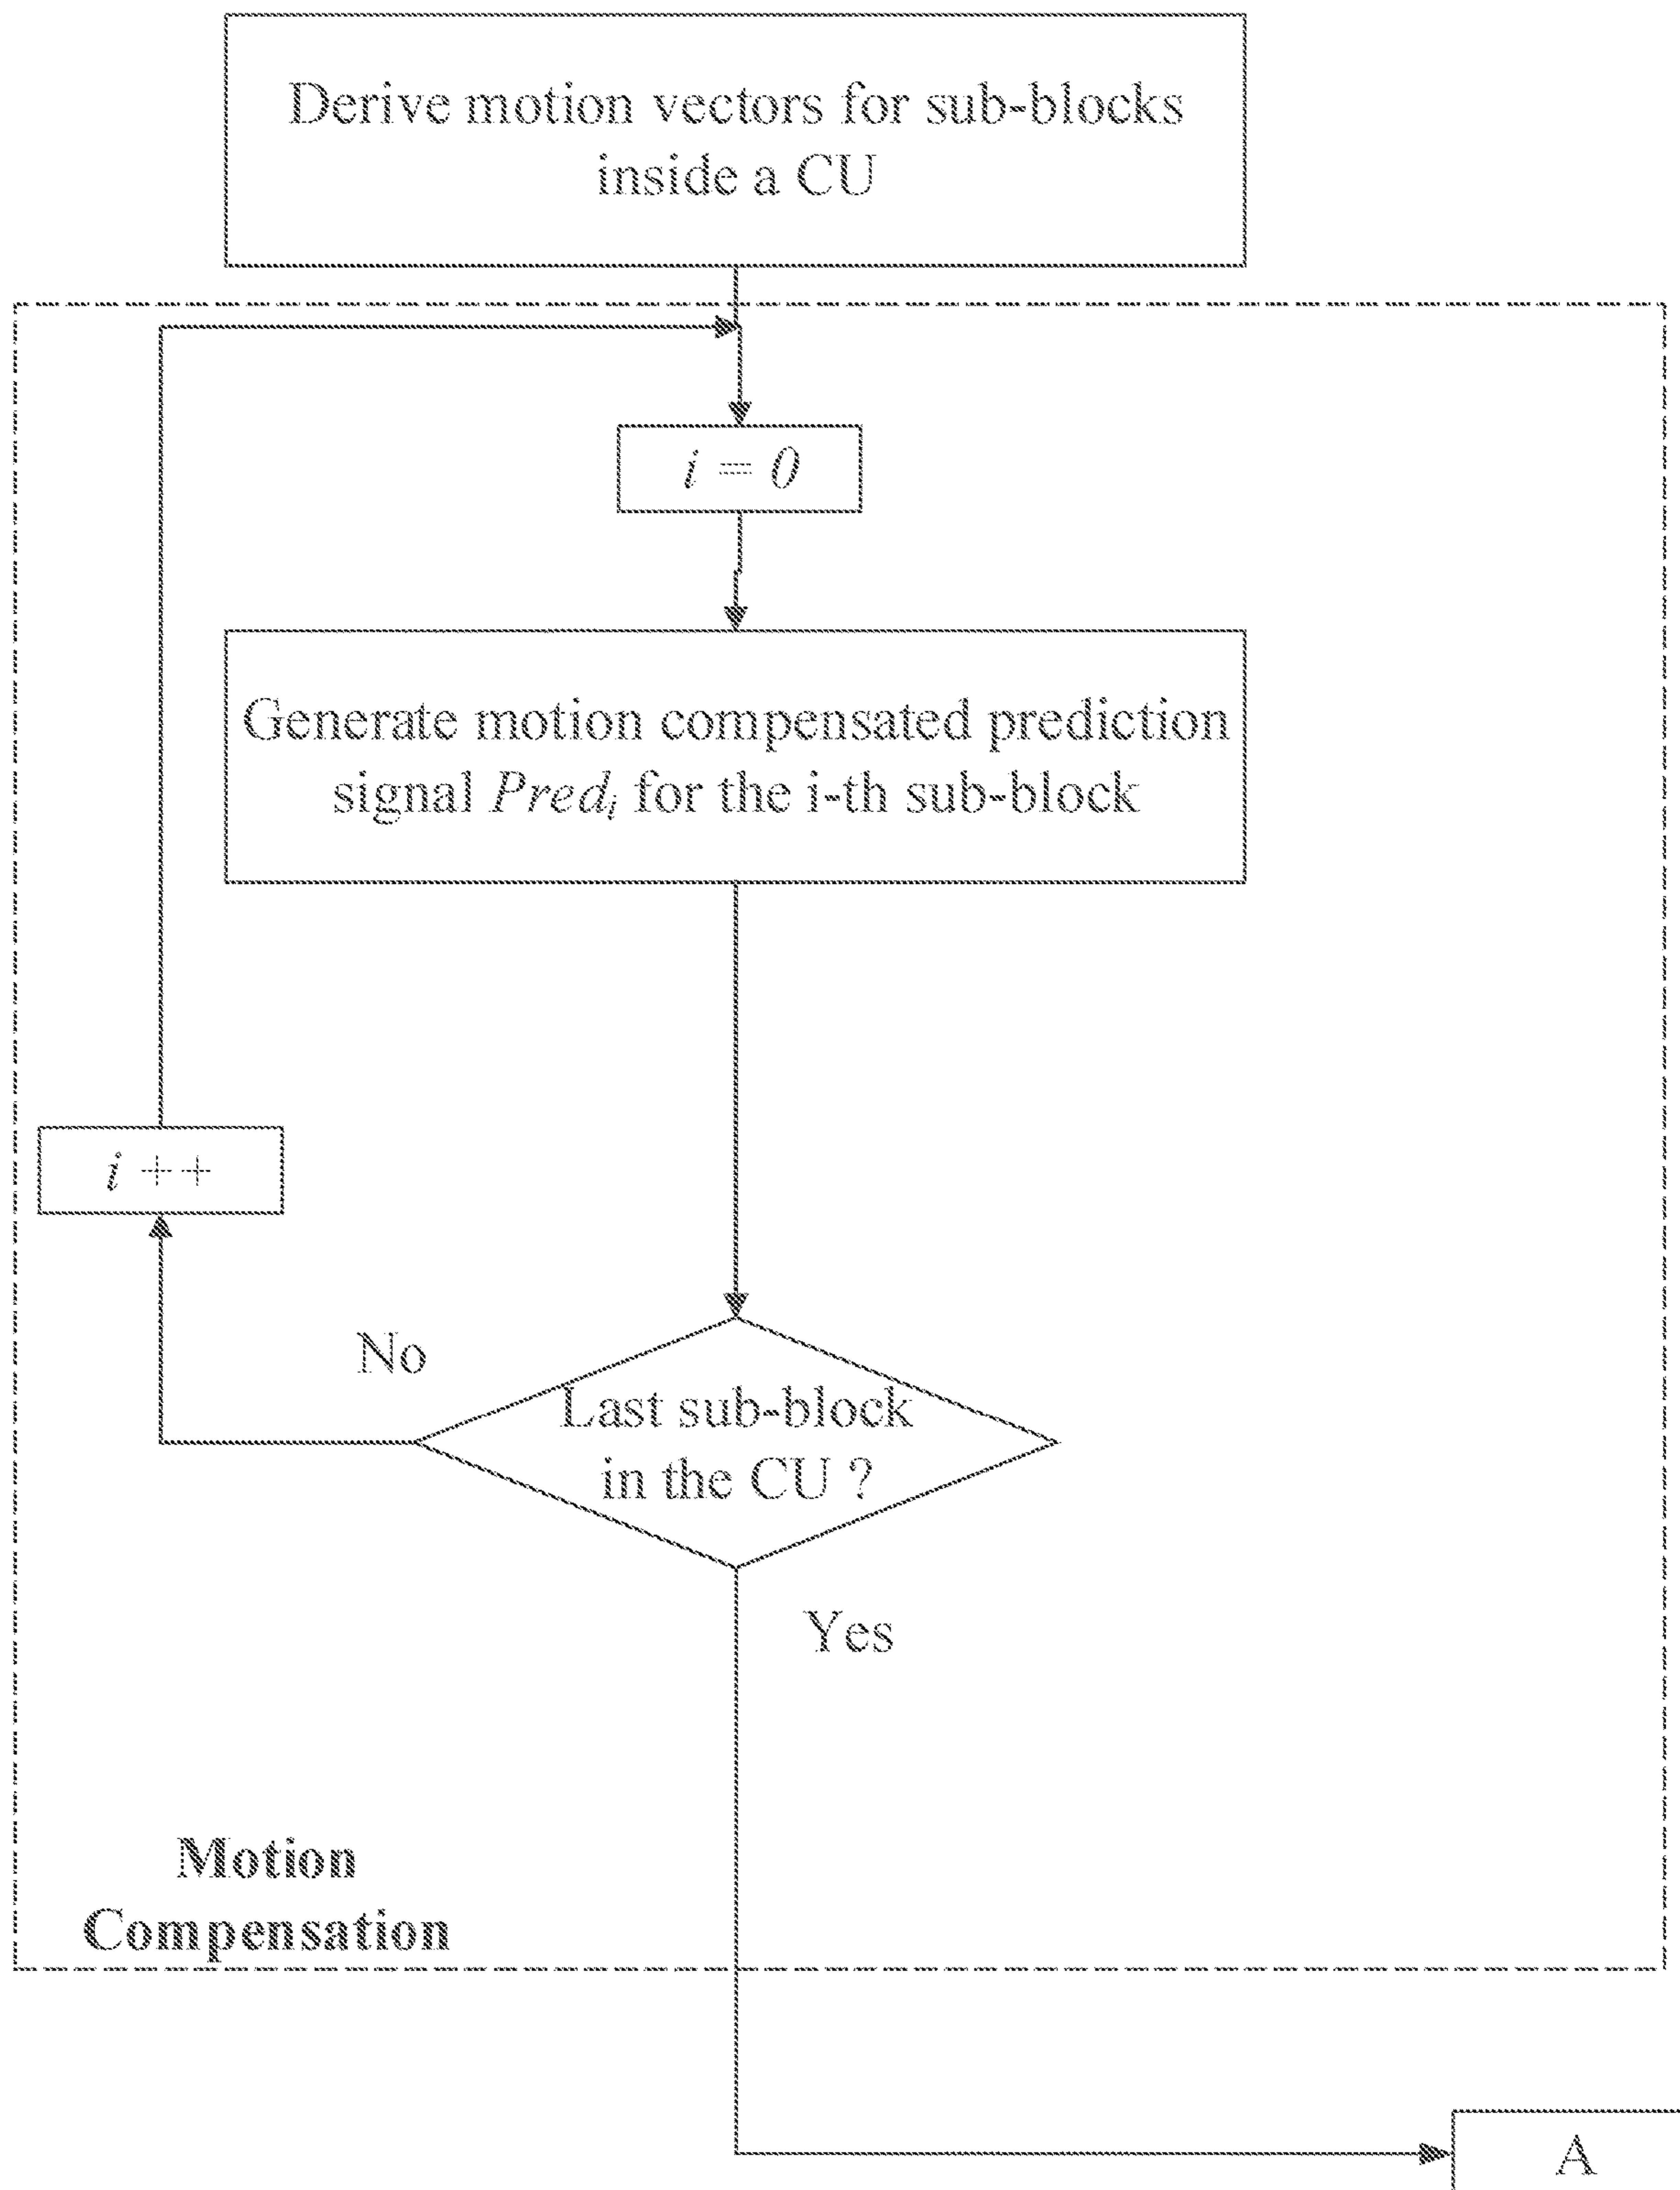 Derive motion vectors for sub-blocks
inside a CU
i = 0
Generate motion compensated prediction
signal Predᵢ for the i-th sub-block
i ++
No
Last sub-block
in the CU ?
Yes
Motion
Compensation
A